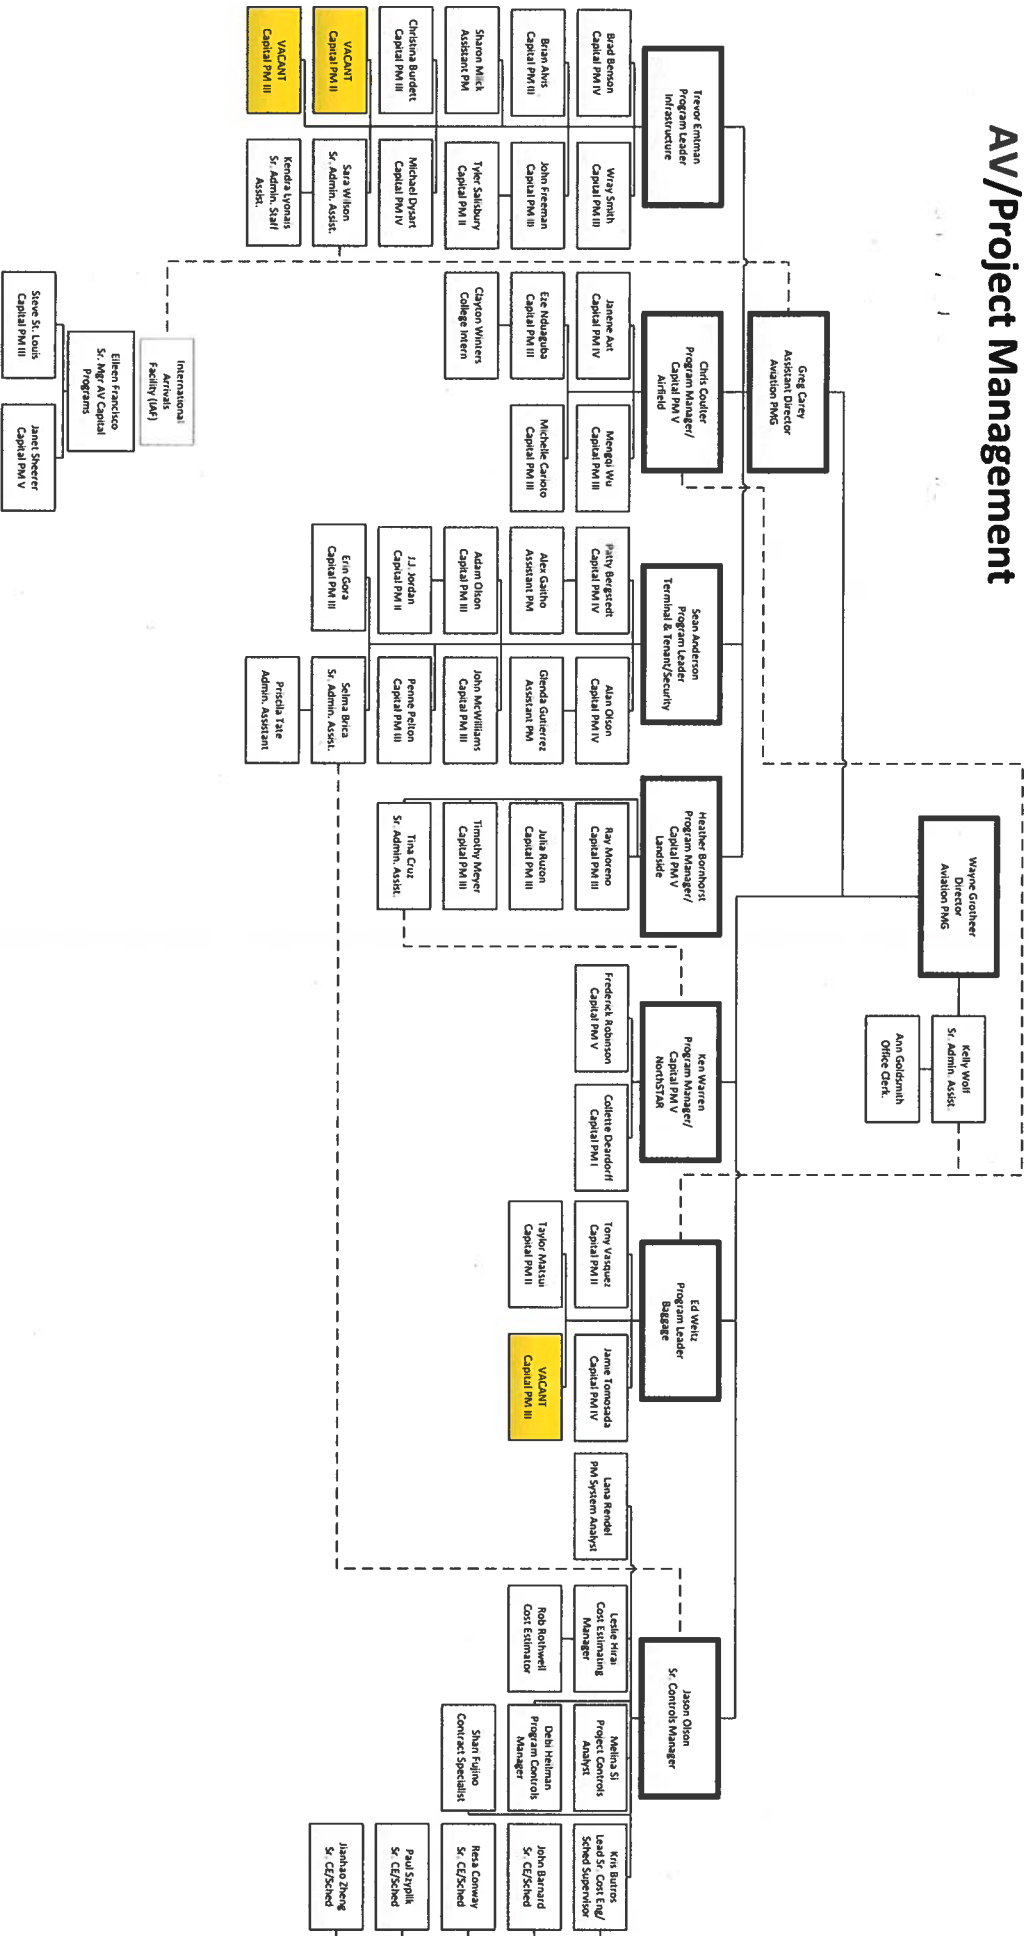 AV/Project Management
Wayne Grotheer
Director
Aviation PMG
Kelly Wolf
Sr. Admin. Assist.
Ann Goldsmith
Office Clerk.
Greg Carey
Assistant Director
Aviation PMG
Trevor Emtman
Program Leader
Infrastructure
Brad Benson
Capital PM IV
Wray Smith
Capital PM III
Brian Alvis
Capital PM III
John Freeman
Capital PM III
Sharon Mick
Assistant PM
Tyler Salisbury
Capital PM II
Christina Burdett
Capital PM III
Michael Dysart
Capital PM IV
VACANT
Capital PM II
Sara Wilson
Sr. Admin. Assist.
VACANT
Capital PM III
Kendra Lyonais
Sr. Admin. Staff
Assist.
Chris Coulter
Program Manager/
Capital PM V
Airfield
Janene Axt
Capital PM IV
Mengqi Wu
Capital PM III
Eze Nduaguba
Capital PM III
Michelle Carioto
Capital PM III
Clayton Winters
College Intern
International
Arrivals
Facility (IAF)
Eileen Francisco
Sr. Mgr AV Capital
Programs
Steve St. Louis
Capital PM III
Janet Sheerer
Capital PM V
Sean Anderson
Program Leader
Terminal & Tenant/Security
Patty Bergstedt
Capital PM IV
Alan Olson
Capital PM IV
Alex Gaitho
Assistant PM
Glenda Gutierrez
Assistant PM
Adam Olson
Capital PM III
John McWilliams
Capital PM III
J.J. Jordan
Capital PM II
Penne Pelton
Capital PM III
Erin Gora
Capital PM III
Selma Brica
Sr. Admin. Assist.
Priscila Tate
Admin. Assistant
Heather Bornhorst
Program Manager/
Capital PM V
Landside
Ray Moreno
Capital PM III
Julia Ruzon
Capital PM III
Timothy Meyer
Capital PM III
Tina Cruz
Sr. Admin. Assist.
Ken Warren
Program Manager/
Capital PM V
NorthSTAR
Frederick Robinson
Capital PM V
Collette Deardorff
Capital PM I
Ed Weitz
Program Leader
Baggage
Tony Vasquez
Capital PM II
Jamie Tomosada
Capital PM IV
Taylor Matsui
Capital PM II
VACANT
Capital PM III
Jason Olson
Sr. Controls Manager
Lana Rendel
PM System Analyst
Leslie Hirai
Cost Estimating
Manager
Rob Rothwell
Cost Estimator
Melina Si
Project Controls
Analyst
Debi Heilman
Program Controls
Manager
Shari Fujino
Contract Specialist
Kris Butros
Lead Sr. Cost Eng/
Sched Supervisor
John Barnard
Sr. CE/Sched
Resa Conway
Sr. CE/Sched
Paul Szyplik
Sr. CE/Sched
Jianhao Zheng
Sr. CE/Sched